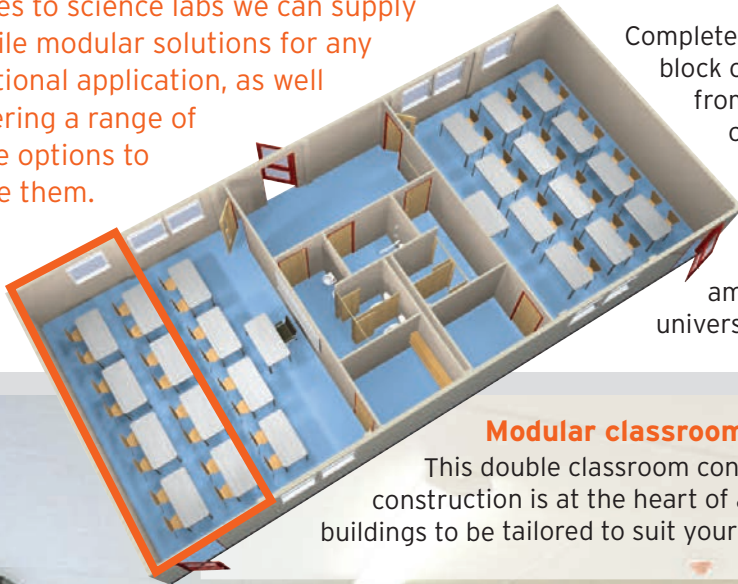 es to science labs we can supply
ile modular solutions for any
tional application, as well
ering a range of
e options to
e them.
Complete
block
from
am
univers
Modular classroom
This double classroom con
construction is at the heart of
buildings to be tailored to suit your